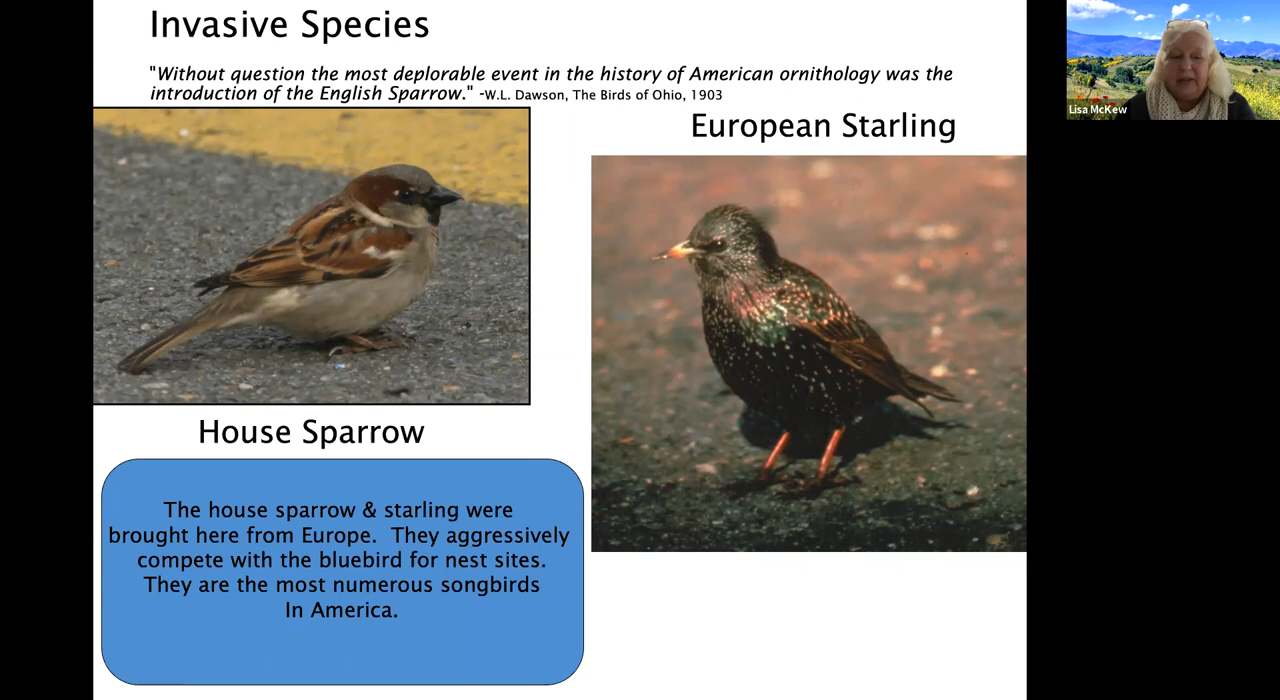 Invasive Species
"Without question the most deplorable event in the history of American ornithology was the
introduction of the English Sparrow." -W.L. Dawson, The Birds of Ohio, 1903
European Starling
House Sparrow
The house sparrow & starling were
brought here from Europe.  They aggressively
compete with the bluebird for nest sites.
They are the most numerous songbirds
In America.
Lisa McKew